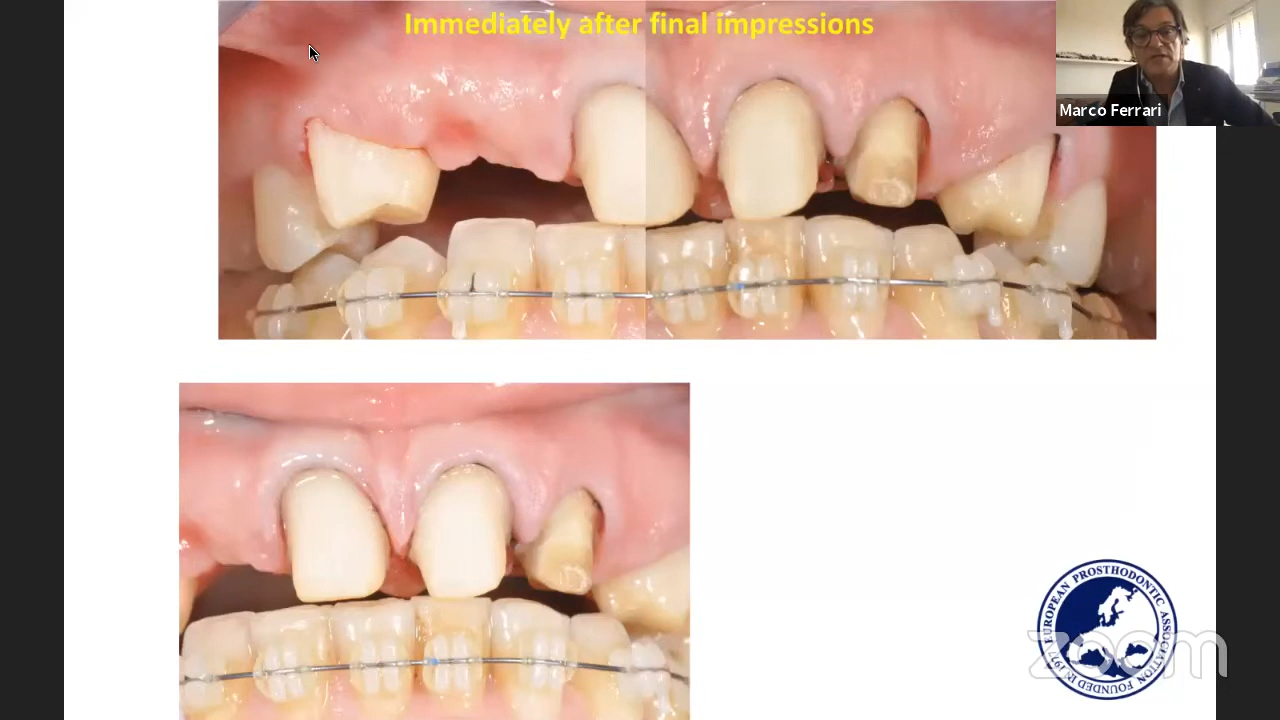 Immediately after final impressions
Marco Ferrari
EUROPEAN PROSTHODONTIC ASSOCIATION FOUNDED IN 1977
zoom